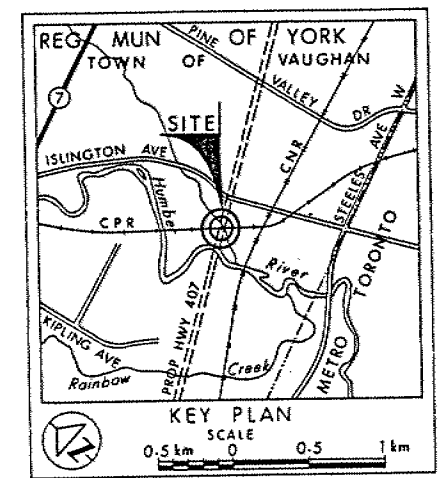 REG MUN OF YORK
TOWN OF VAUGHAN
PINE VALLEY DR
7
SITE
ISLINGTON AVE
CNR
STEELES AVE W
Humber
CPR
River
METRO TORONTO
PROP HWY 407
KIPLING AVE
Rainbow Creek
N
KEY PLAN
SCALE
0.5 km 0 0.5 1 km